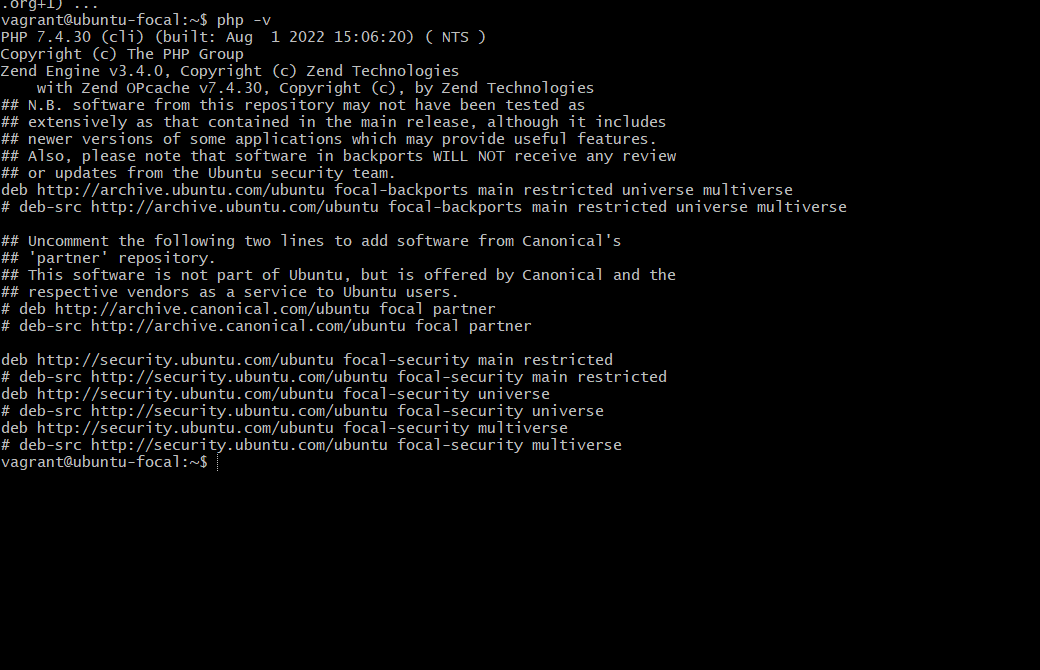 .org+1) ...
vagrant@ubuntu-focal:~$ php -v
PHP 7.4.30 (cli) (built: Aug  1 2022 15:06:20) ( NTS )
Copyright (c) The PHP Group
Zend Engine v3.4.0, Copyright (c) Zend Technologies
    with Zend OPcache v7.4.30, Copyright (c), by Zend Technologies
## N.B. software from this repository may not have been tested as
## extensively as that contained in the main release, although it includes
## newer versions of some applications which may provide useful features.
## Also, please note that software in backports WILL NOT receive any review
## or updates from the Ubuntu security team.
deb http://archive.ubuntu.com/ubuntu focal-backports main restricted universe multiverse
# deb-src http://archive.ubuntu.com/ubuntu focal-backports main restricted universe multiverse

## Uncomment the following two lines to add software from Canonical's
## 'partner' repository.
## This software is not part of Ubuntu, but is offered by Canonical and the
## respective vendors as a service to Ubuntu users.
# deb http://archive.canonical.com/ubuntu focal partner
# deb-src http://archive.canonical.com/ubuntu focal partner

deb http://security.ubuntu.com/ubuntu focal-security main restricted
# deb-src http://security.ubuntu.com/ubuntu focal-security main restricted
deb http://security.ubuntu.com/ubuntu focal-security universe
# deb-src http://security.ubuntu.com/ubuntu focal-security universe
deb http://security.ubuntu.com/ubuntu focal-security multiverse
# deb-src http://security.ubuntu.com/ubuntu focal-security multiverse
vagrant@ubuntu-focal:~$